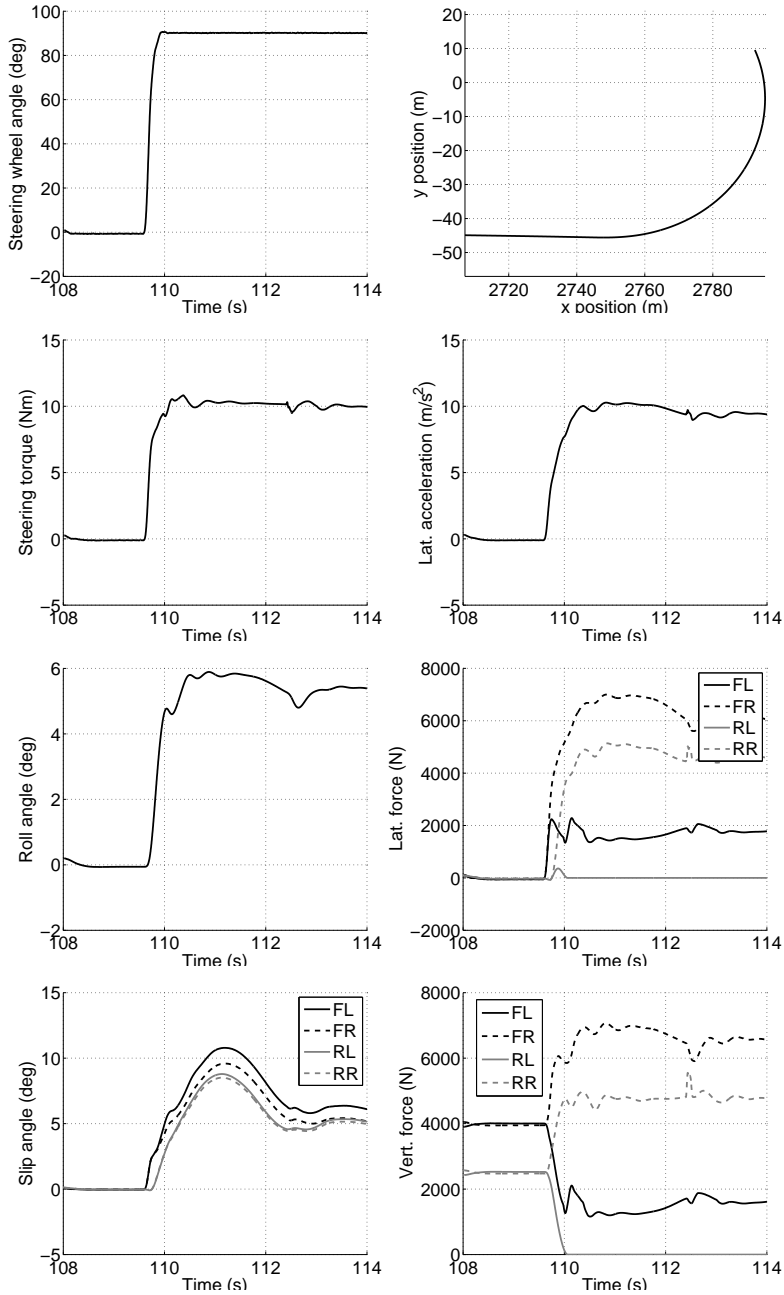 100
80
60
40
20
0
−20
108 110 112 114
Time (s)
Steering wheel angle (deg)
20
10
0
−10
−20
−30
−40
−50
2720 2740 2760 2780
x position (m)
y position (m)
15
10
5
0
−5
108 110 112 114
Time (s)
Steering torque (Nm)
15
10
5
0
−5
108 110 112 114
Time (s)
Lat. acceleration (m/s²)
6
4
2
0
−2
108 110 112 114
Time (s)
Roll angle (deg)
8000
6000
4000
2000
0
−2000
108 110 112 114
Time (s)
Lat. force (N)
FL
FR
RL
RR
15
10
5
0
−5
108 110 112 114
Time (s)
Slip angle (deg)
FL
FR
RL
RR
8000
6000
4000
2000
0
108 110 112 114
Time (s)
Vert. force (N)
FL
FR
RL
RR